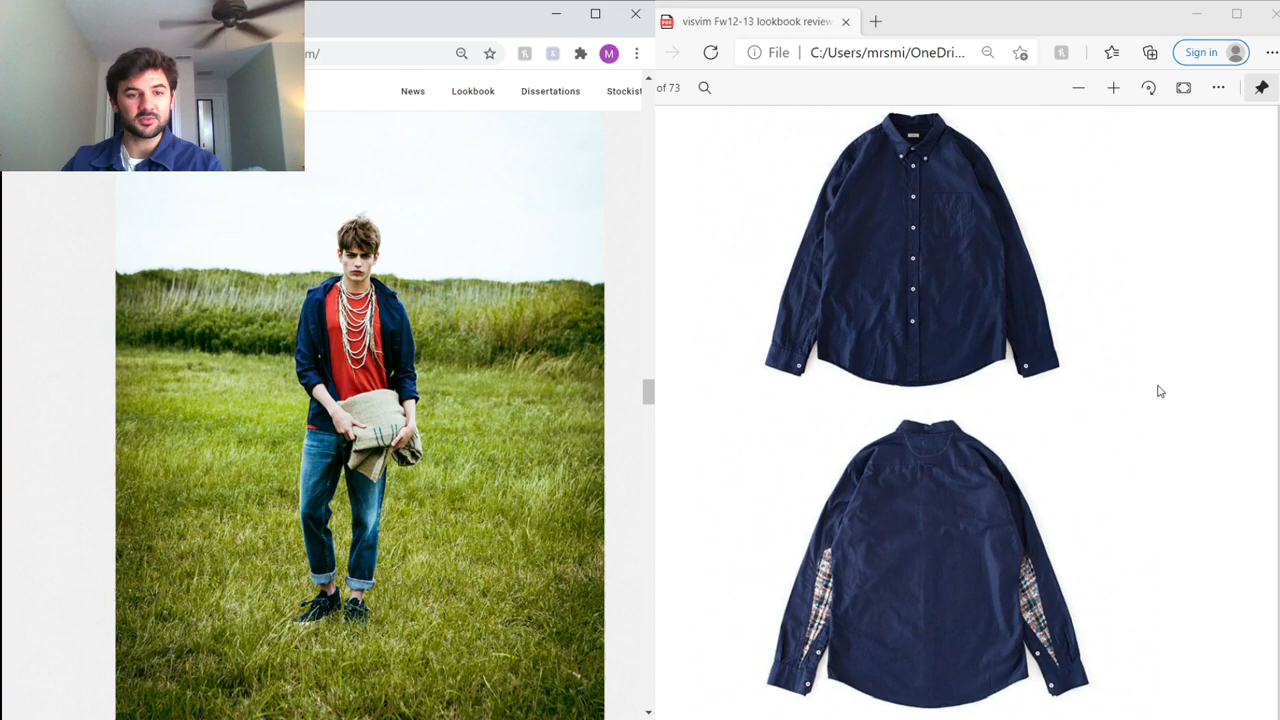 visvim Fw12-13 lookbook review
m/
M
File
C:/Users/mrsmi/OneDri...
Sign in
News
Lookbook
Dissertations
Stockist
of 73